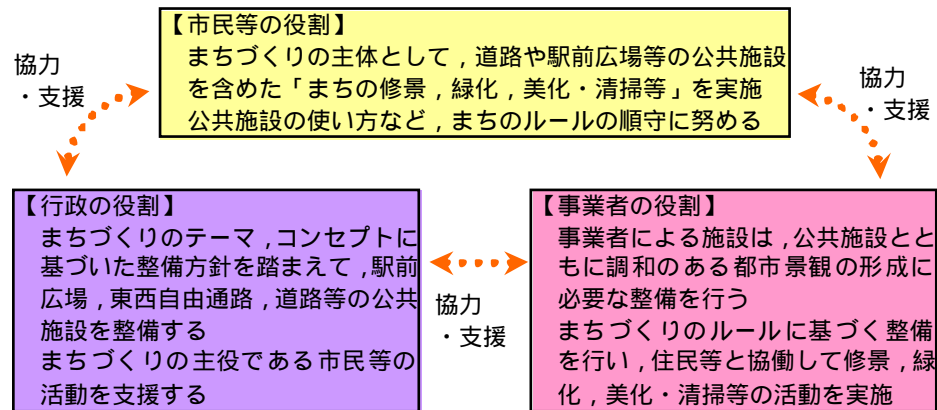 【市民等の役割】
まちづくりの主体として，道路や駅前広場等の公共施設
を含めた「まちの修景，緑化，美化・清掃等」を実施
公共施設の使い方など，まちのルールの順守に努める
協力
・支援
協力
・支援
【行政の役割】
まちづくりのテーマ，コンセプトに
基づいた整備方針を踏まえて，駅前
広場，東西自由通路，道路等の公共
施設を整備する
まちづくりの主役である市民等の
活動を支援する
協力
・支援
【事業者の役割】
事業者による施設は，公共施設とと
もに調和のある都市景観の形成に
必要な整備を行う
まちづくりのルールに基づく整備
を行い，住民等と協働して修景，緑
化，美化・清掃等の活動を実施